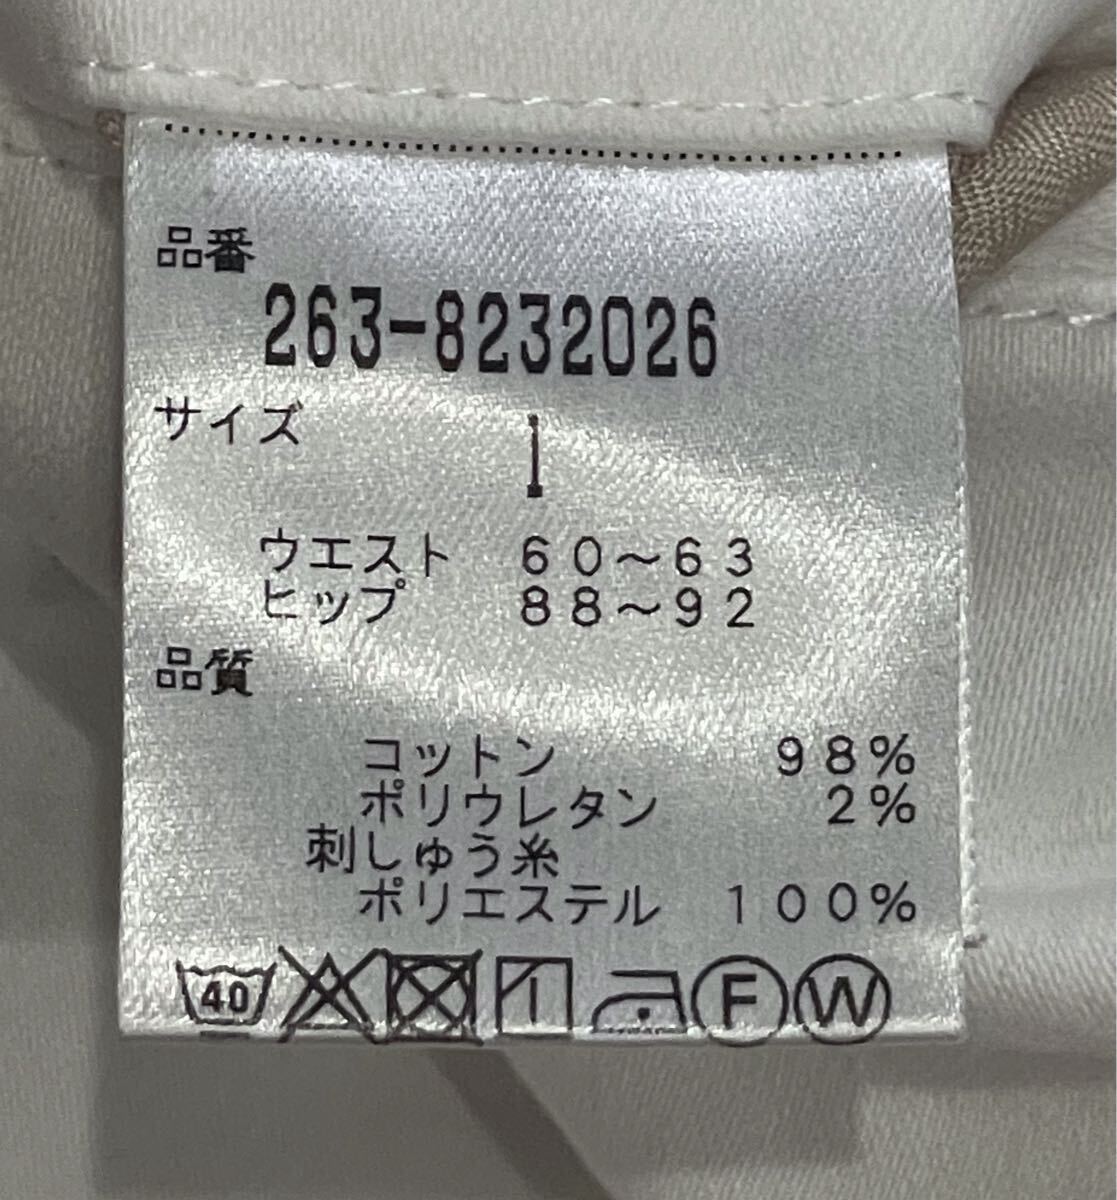 品番
263-8232026
サイズ
I
ウエスト 60～63
ヒップ 88～92
品質
コットン 98%
ポリウレタン 2%
刺しゅう糸
ポリエステル 100%
40 F W